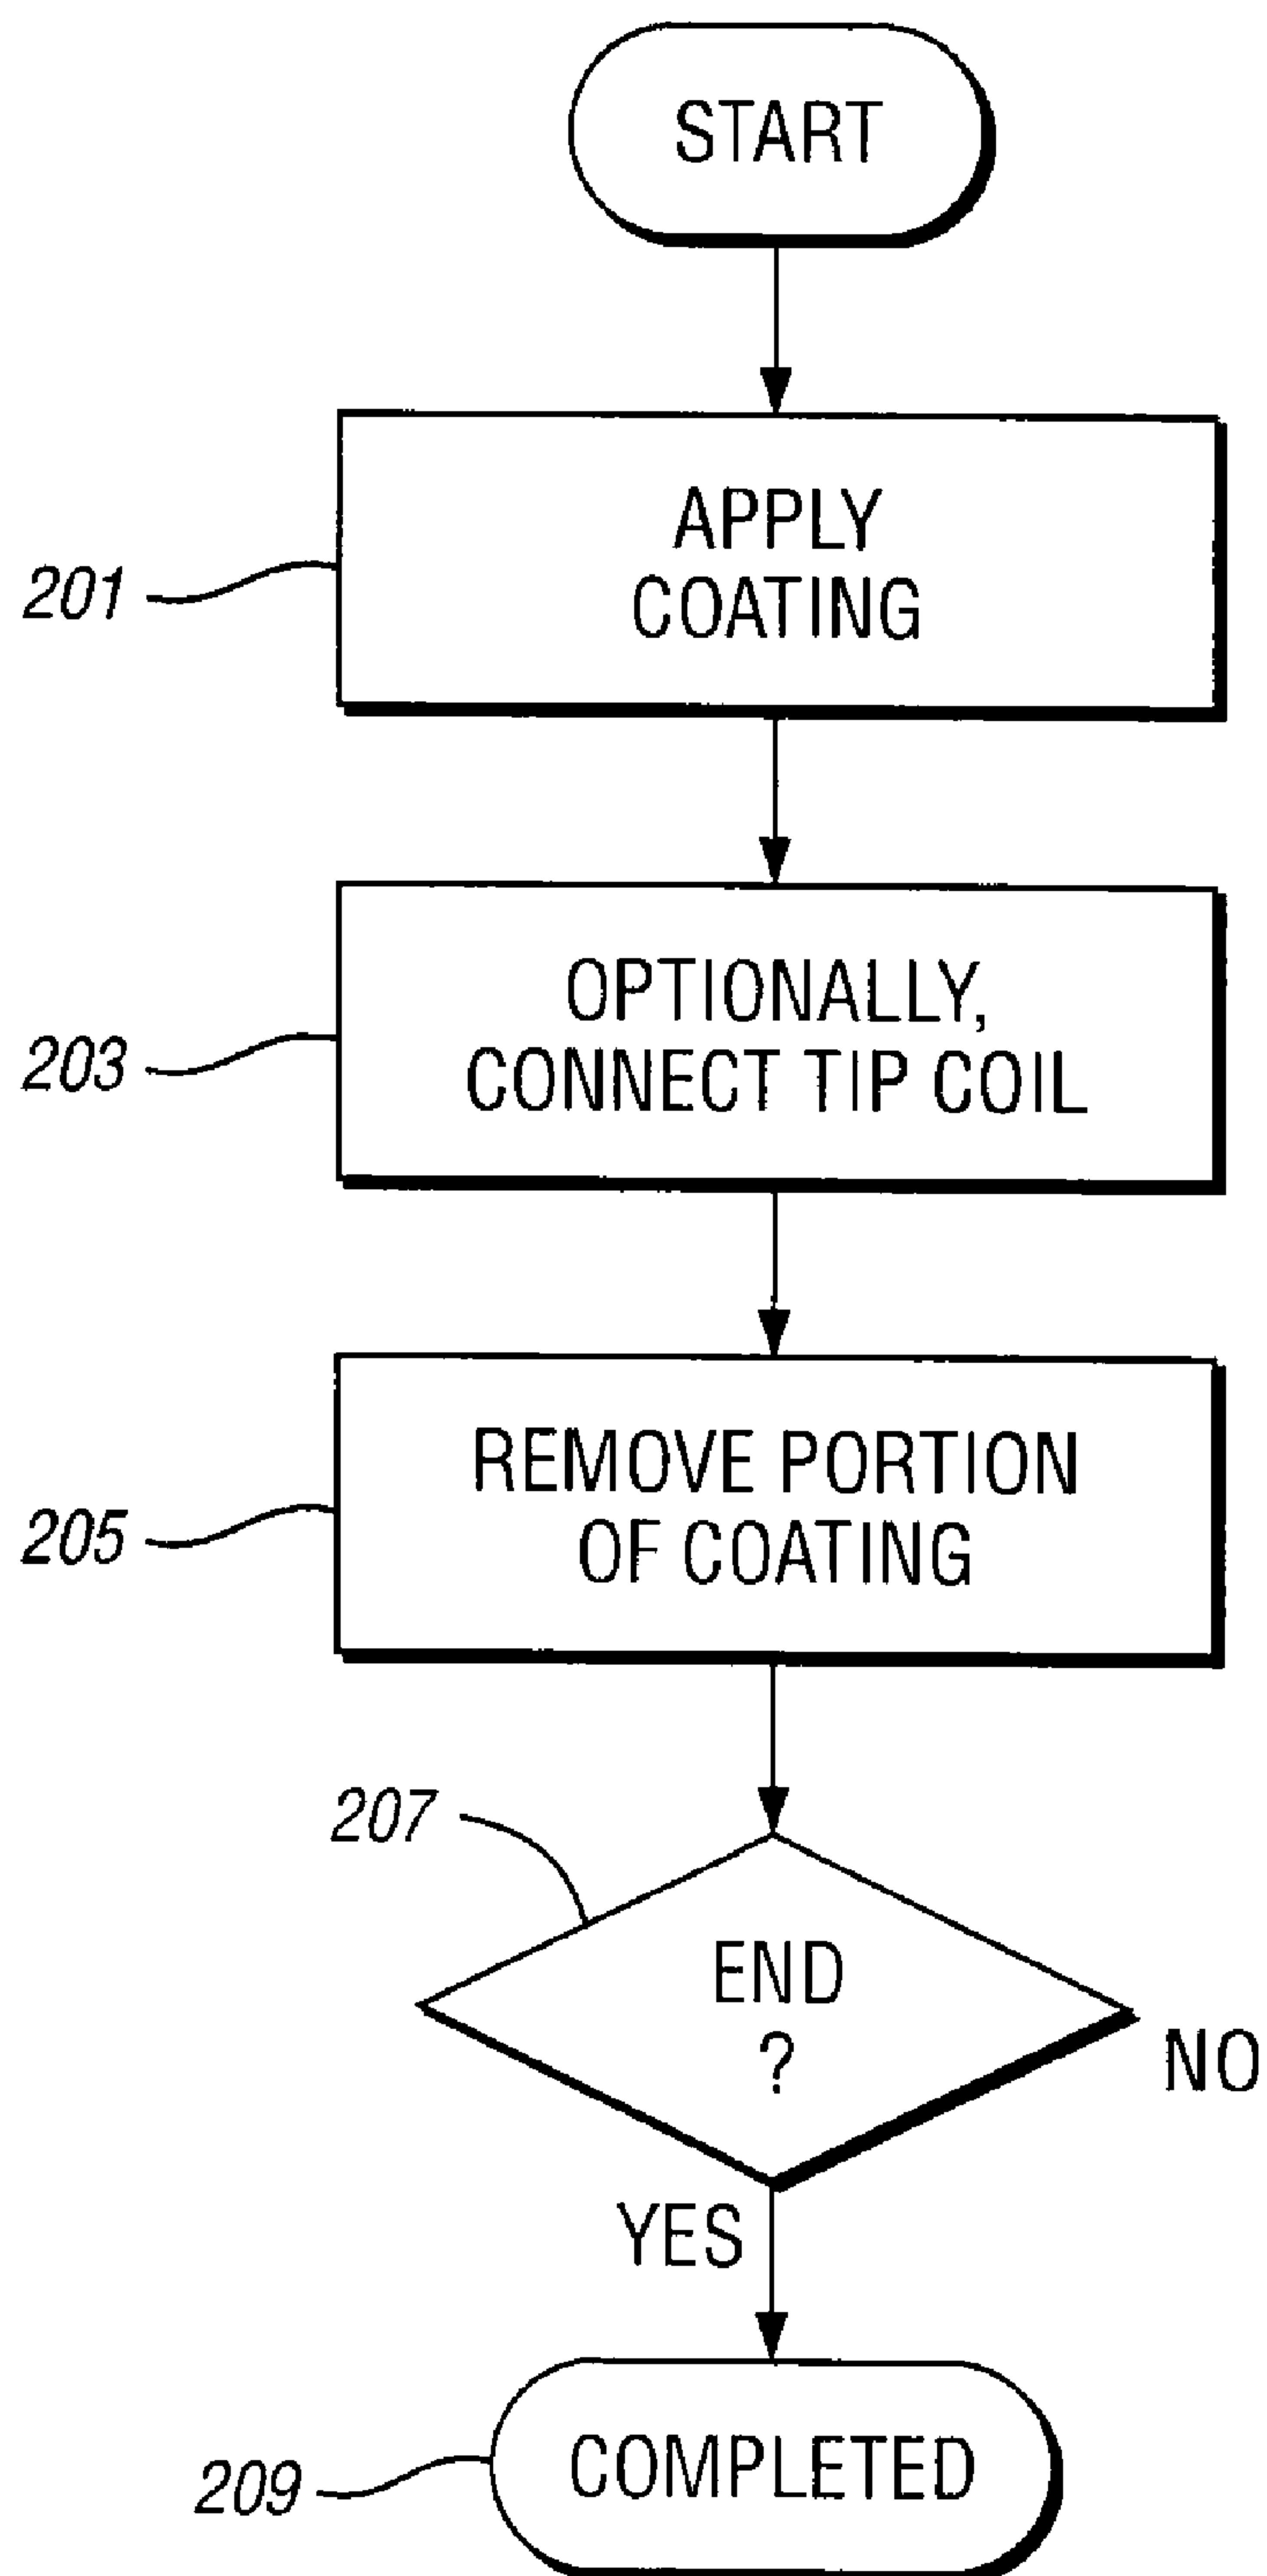 START
APPLY
COATING
201
OPTIONALLY,
CONNECT TIP COIL
203
REMOVE PORTION
OF COATING
205
207
END
?
NO
YES
COMPLETED
209